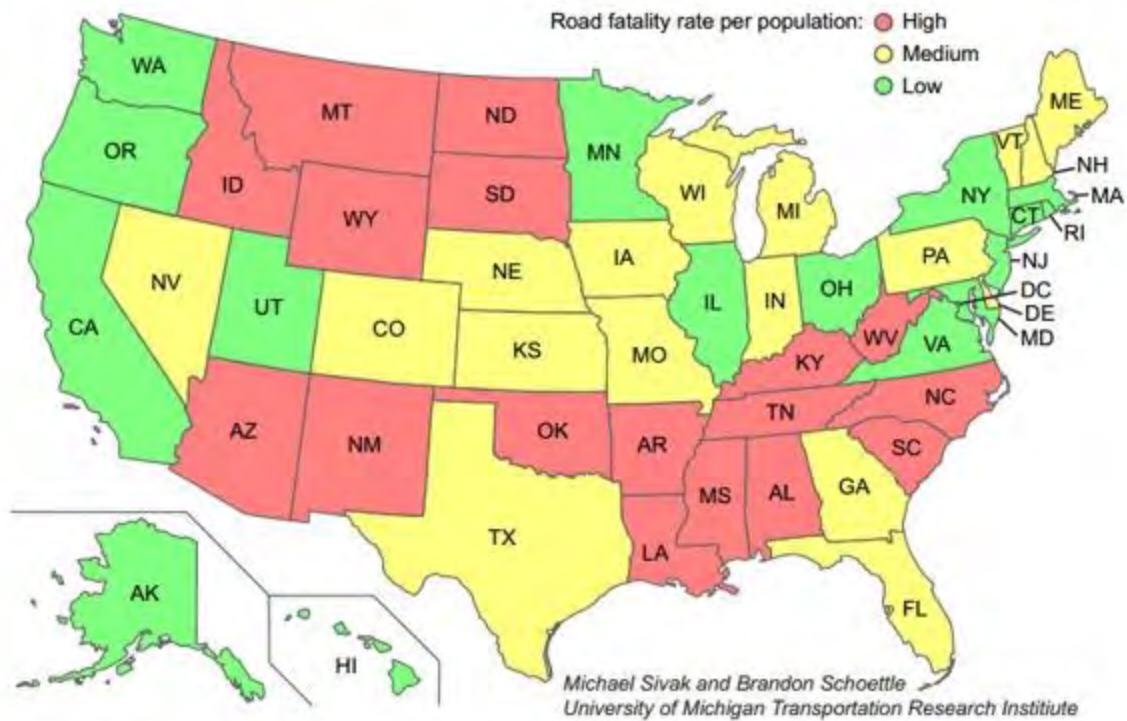 Road fatality rate per population: High
Medium
Low
WA
MT
ND
MN
ME
VT
OR
ID
SD
WI
MI
NY
NH
MA
CT
RI
WY
NE
IA
PA
NJ
NV
UT
CO
IL
IN
OH
DC
DE
MD
CA
KS
MO
WV
VA
KY
AZ
NM
OK
AR
TN
NC
SC
MS
AL
GA
TX
LA
FL
AK
HI
Michael Sivak and Brandon Schoettle
University of Michigan Transportation Research Institiute